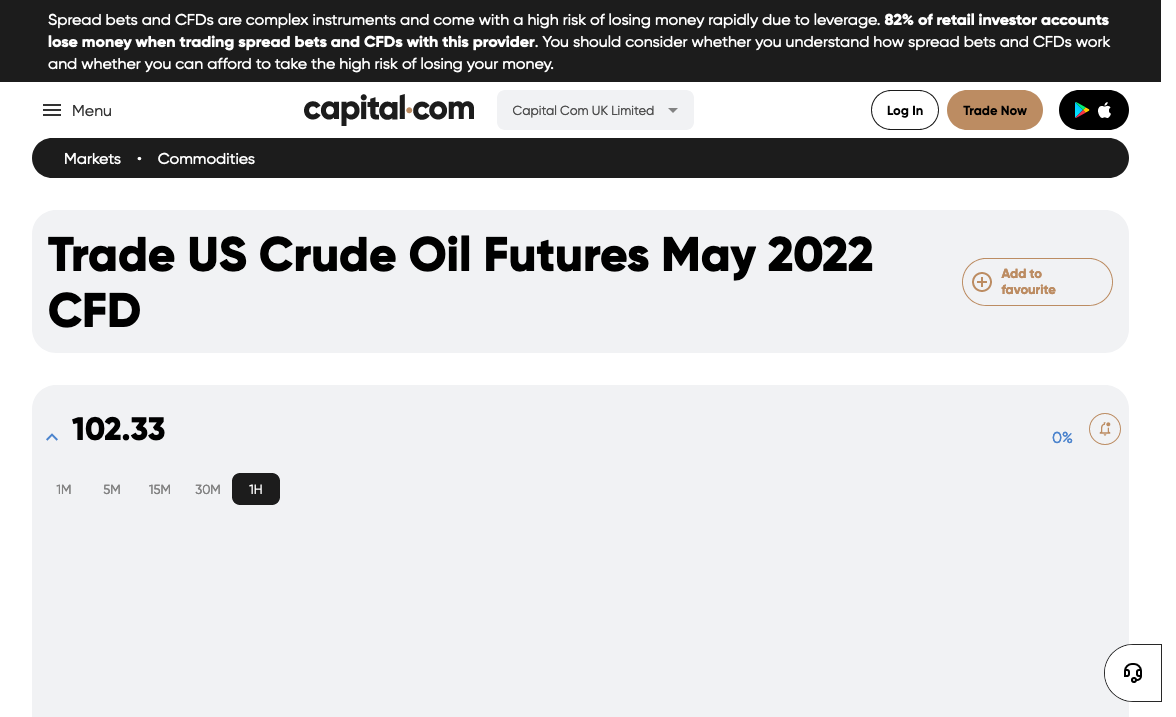 Spread bets and CFDs are complex instruments and come with a high risk of losing money rapidly due to leverage. 82% of retail investor accounts
lose money when trading spread bets and CFDs with this provider. You should consider whether you understand how spread bets and CFDs work
and whether you can afford to take the high risk of losing your money.
Menu
capital.com
Capital Com UK Limited
Log In
Trade Now
Markets • Commodities
Trade US Crude Oil Futures May 2022
CFD
Add to
favourite
102.33
0%
1M 5M 15M 30M 1H